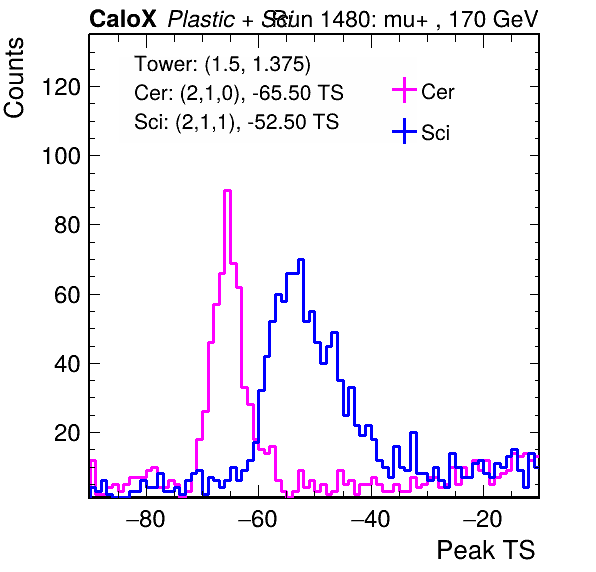 CaloX Plastic + Sci Run 1480: mu+ , 170 GeV
Counts
Tower: (1.5, 1.375)
Cer: (2,1,0), -65.50 TS
Sci: (2,1,1), -52.50 TS
Cer
Sci
120
100
80
60
40
20
−80 −60 −40 −20
Peak TS